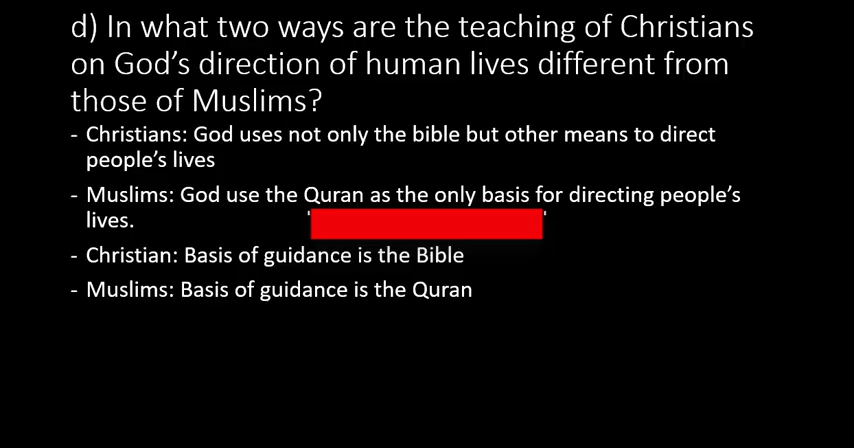 d) In what two ways are the teaching of Christians
on God’s direction of human lives different from
those of Muslims?
- Christians: God uses not only the bible but other means to direct
people’s lives
- Muslims: God use the Quran as the only basis for directing people’s
lives.
- Christian: Basis of guidance is the Bible
- Muslims: Basis of guidance is the Quran